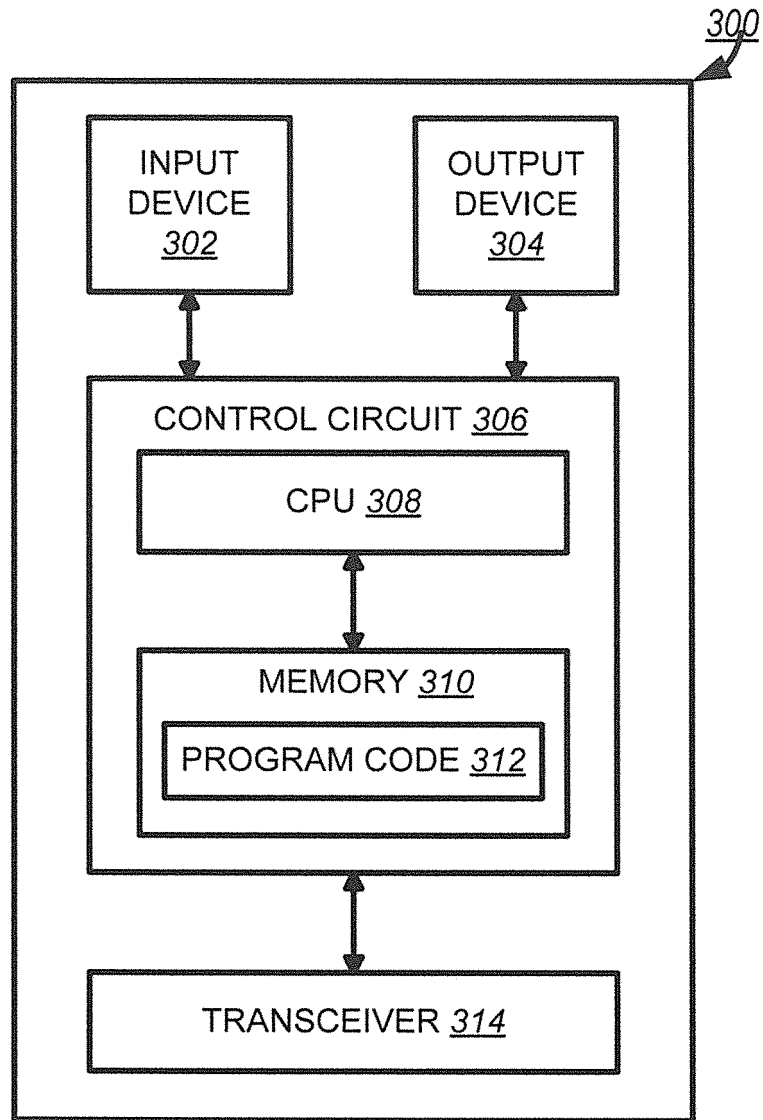 300
INPUT
DEVICE
302
OUTPUT
DEVICE
304
CONTROL CIRCUIT 306
CPU 308
MEMORY 310
PROGRAM CODE 312
TRANSCEIVER 314